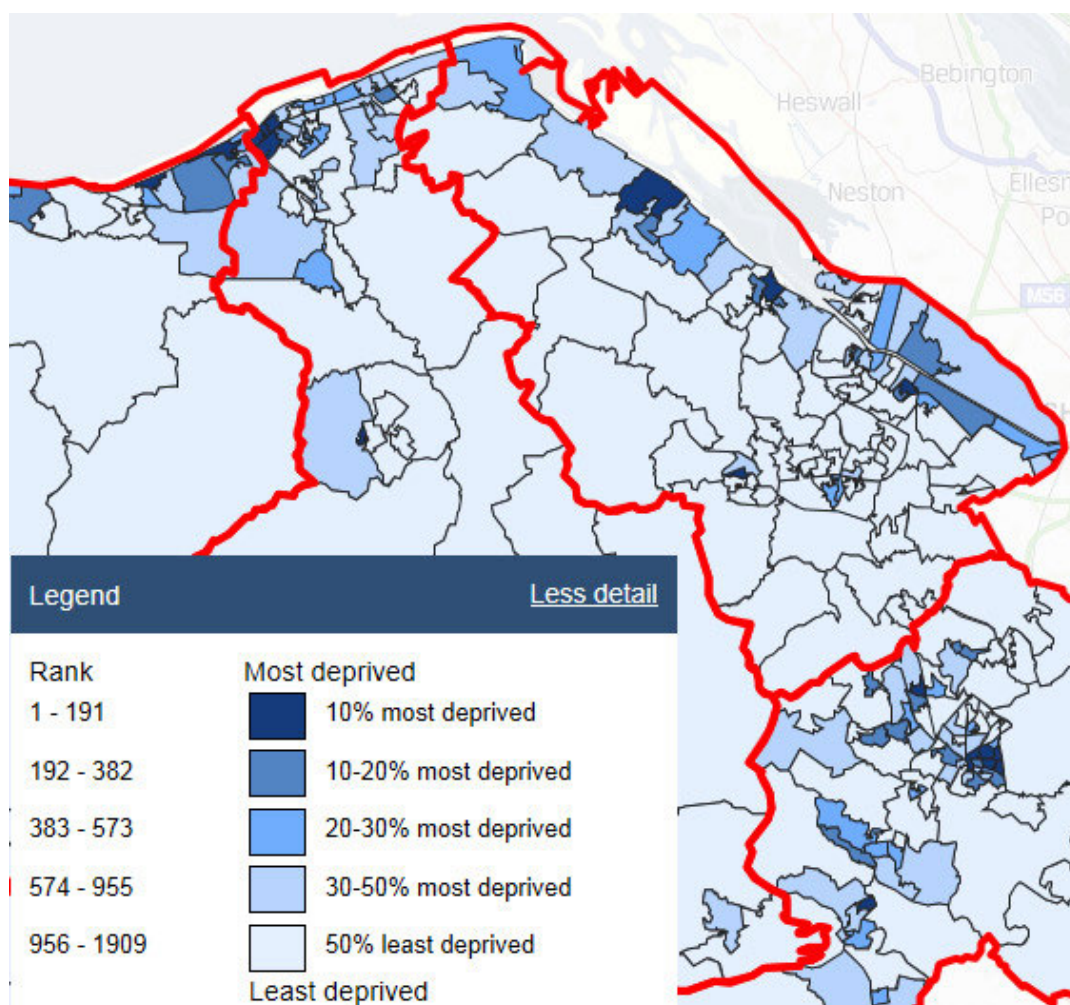 Bebington
Heswall
Neston
Ellesm
Po
M56
Legend
Less detail
Rank
Most deprived
1 - 191
10% most deprived
192 - 382
10-20% most deprived
383 - 573
20-30% most deprived
574 - 955
30-50% most deprived
956 - 1909
50% least deprived
Least deprived